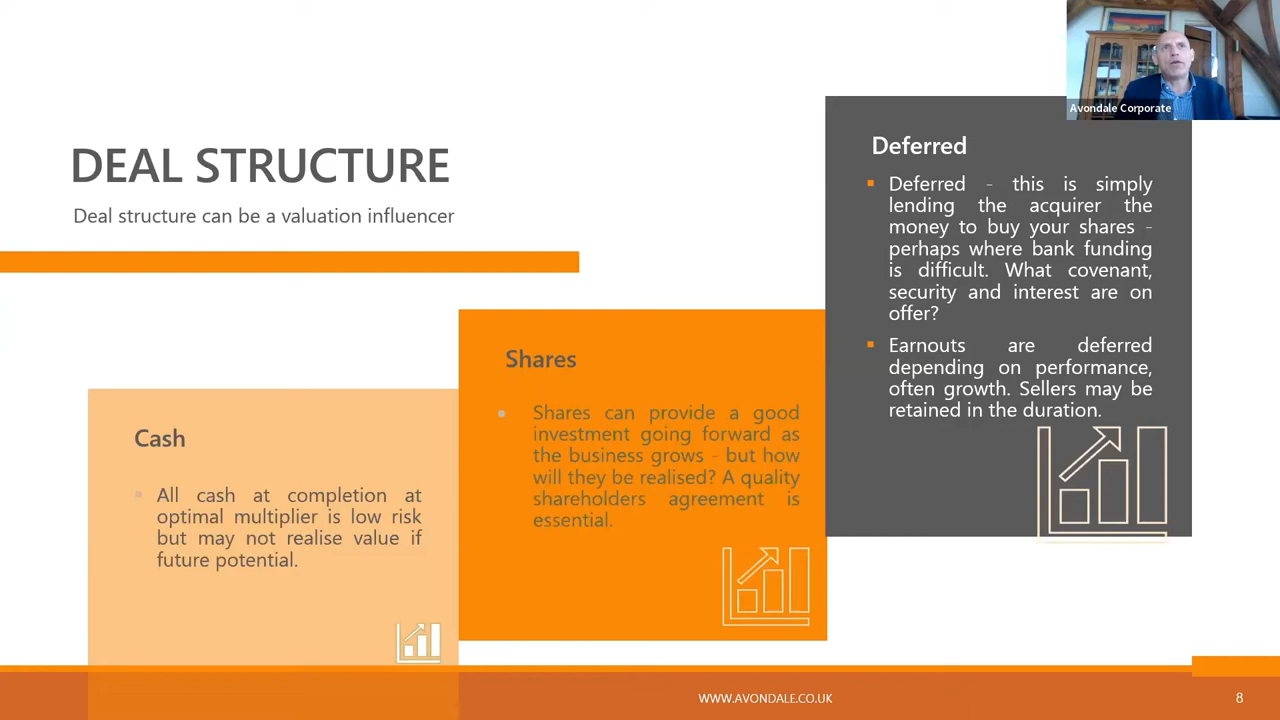 Avondale Corporate
DEAL STRUCTURE
Deal structure can be a valuation influencer
Cash
All cash at completion at
optimal multiplier is low risk
but may not realise value if
future potential.
Shares
Shares can provide a good
investment going forward as
the business grows - but how
will they be realised? A quality
shareholders agreement is
essential.
Deferred
Deferred - this is simply
lending the acquirer the
money to buy your shares -
perhaps where bank funding
is difficult. What covenant,
security and interest are on
offer?
Earnouts are deferred
depending on performance,
often growth. Sellers may be
retained in the duration.
WWW.AVONDALE.CO.UK
8